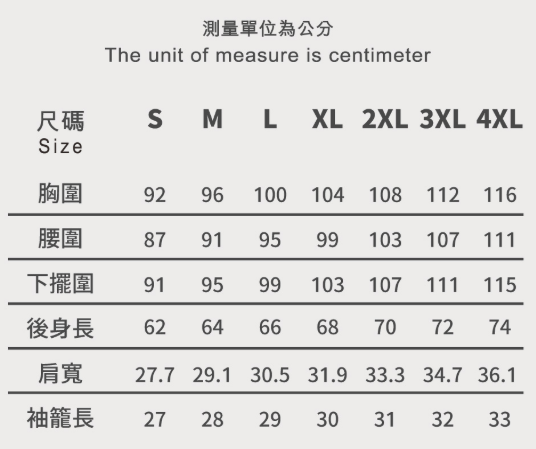 測量單位為公分
The unit of measure is centimeter
尺碼 S M L XL 2XL 3XL 4XL
Size
胸圍 92 96 100 104 108 112 116
腰圍 87 91 95 99 103 107 111
下擺圍 91 95 99 103 107 111 115
後身長 62 64 66 68 70 72 74
肩寬 27.7 29.1 30.5 31.9 33.3 34.7 36.1
袖籠長 27 28 29 30 31 32 33